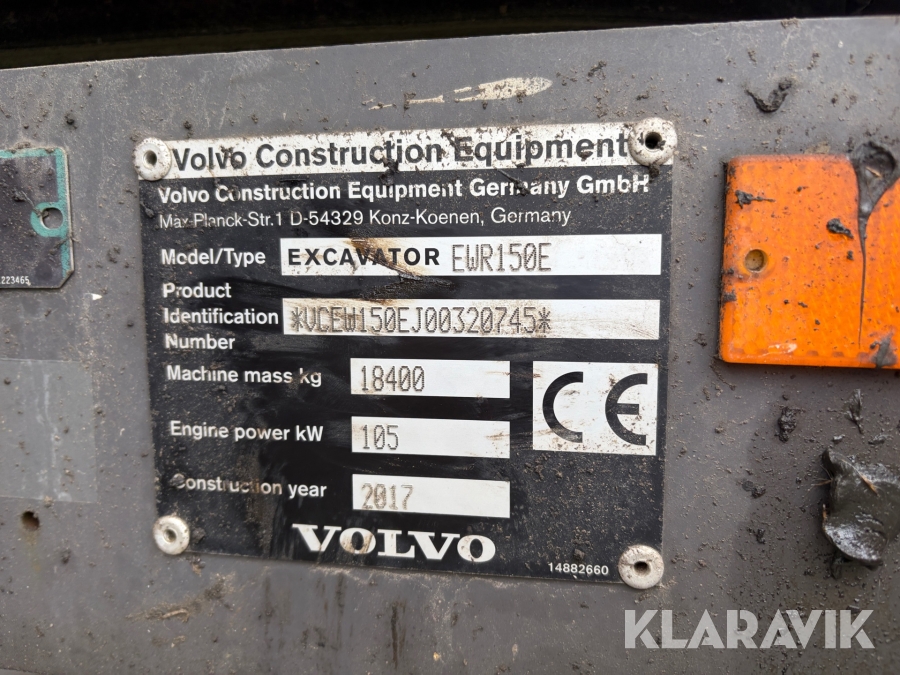 Volvo Construction Equipment
Volvo Construction Equipment Germany GmbH
Max-Planck-Str.1 D-54329 Konz-Koenen, Germany
Model/Type EXCAVATOR EWR150E
Product
Identification *VCEW150EJ00320745*
Number
Machine mass kg 18400
CE
Engine power kW 105
Construction year 2017
VOLVO
14882660
223465
KLARAVIK